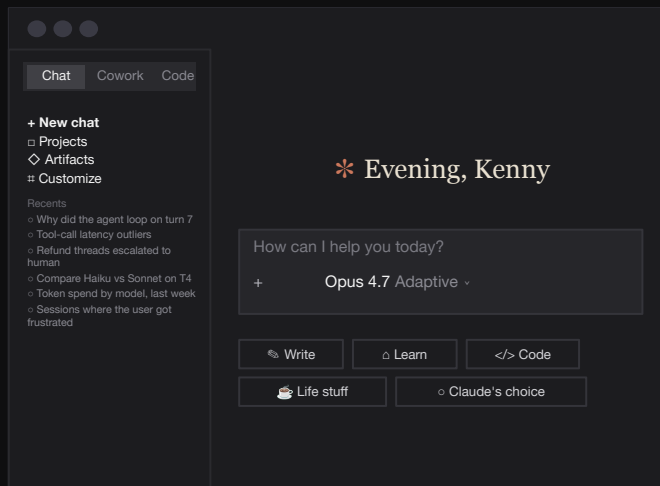 Chat Cowork Code
+ New chat
□ Projects
◇ Artifacts
⌗ Customize
Recents
○ Why did the agent loop on turn 7
○ Tool-call latency outliers
○ Refund threads escalated to
human
○ Compare Haiku vs Sonnet on T4
○ Token spend by model, last week
○ Sessions where the user got
frustrated
✻ Evening, Kenny
How can I help you today?
+ Opus 4.7 Adaptive ⌄
✎ Write
⌂ Learn
</> Code
☕ Life stuff
○ Claude's choice